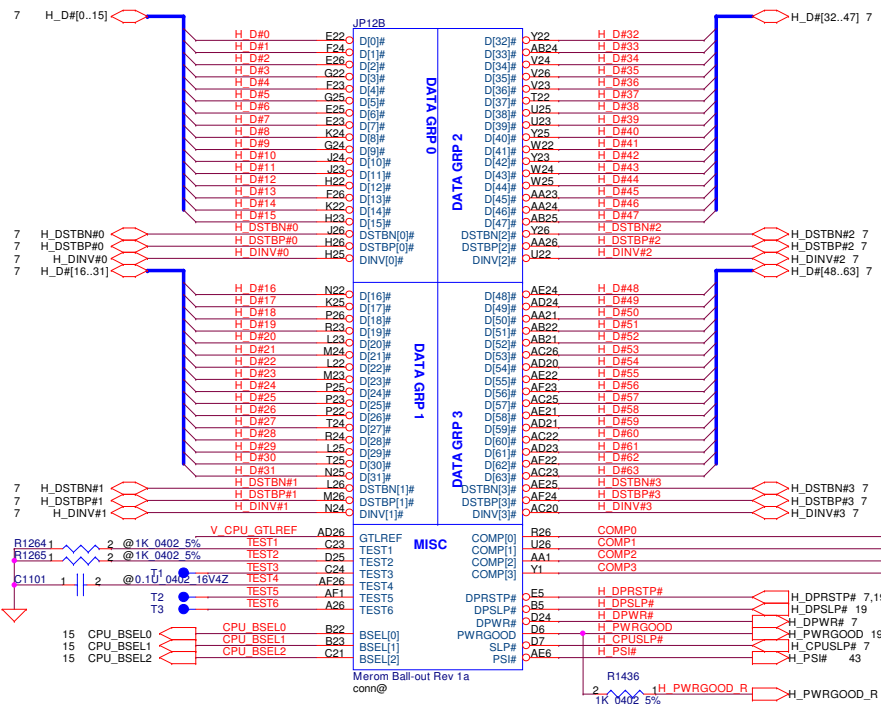 7 H_D#[0..15] JP12B H_D#[32..47] 7
H_D#0 E22 D[0]# D[32]# Y22 H_D#32
H_D#1 F24 D[1]# D[33]# AB24 H_D#33
H_D#2 E26 D[2]# D[34]# V24 H_D#34
H_D#3 G22 D[3]# D[35]# V26 H_D#35
H_D#4 F23 D[4]# D[36]# V23 H_D#36
H_D#5 G25 D[5]# D[37]# T22 H_D#37
H_D#6 E25 D[6]# D[38]# U25 H_D#38
H_D#7 E23 D[7]# D[39]# U23 H_D#39
H_D#8 K24 D[8]# D[40]# Y25 H_D#40
H_D#9 G24 D[9]# D[41]# W22 H_D#41
H_D#10 J24 D[10]# D[42]# Y23 H_D#42
H_D#11 J23 D[11]# D[43]# W24 H_D#43
H_D#12 H22 D[12]# D[44]# W25 H_D#44
H_D#13 F26 D[13]# D[45]# AA23 H_D#45
H_D#14 K22 D[14]# D[46]# AA24 H_D#46
H_D#15 H23 D[15]# D[47]# AB25 H_D#47
7 H_DSTBN#0 H_DSTBN#0 J26 DSTBN[0]# DSTBN[2]# Y26 H_DSTBN#2 H_DSTBN#2 7
7 H_DSTBP#0 H_DSTBP#0 H26 DSTBP[0]# DSTBP[2]# AA26 H_DSTBP#2 H_DSTBP#2 7
7 H_DINV#0 H_DINV#0 H25 DINV[0]# DINV[2]# U22 H_DINV#2 H_DINV#2 7
DATA GRP 0
DATA GRP 2
7 H_D#[16..31] H_D#[48..63] 7
H_D#16 N22 D[16]# D[48]# AE24 H_D#48
H_D#17 K25 D[17]# D[49]# AD24 H_D#49
H_D#18 P26 D[18]# D[50]# AA21 H_D#50
H_D#19 R23 D[19]# D[51]# AB22 H_D#51
H_D#20 L23 D[20]# D[52]# AB21 H_D#52
H_D#21 M24 D[21]# D[53]# AC26 H_D#53
H_D#22 L22 D[22]# D[54]# AD20 H_D#54
H_D#23 M23 D[23]# D[55]# AE22 H_D#55
H_D#24 P25 D[24]# D[56]# AF23 H_D#56
H_D#25 P23 D[25]# D[57]# AC25 H_D#57
H_D#26 P22 D[26]# D[58]# AE21 H_D#58
H_D#27 T24 D[27]# D[59]# AD21 H_D#59
H_D#28 R24 D[28]# D[60]# AC22 H_D#60
H_D#29 L25 D[29]# D[61]# AD23 H_D#61
H_D#30 T25 D[30]# D[62]# AF22 H_D#62
H_D#31 N25 D[31]# D[63]# AC23 H_D#63
7 H_DSTBN#1 H_DSTBN#1 L26 DSTBN[1]# DSTBN[3]# AE25 H_DSTBN#3 H_DSTBN#3 7
7 H_DSTBP#1 H_DSTBP#1 M26 DSTBP[1]# DSTBP[3]# AF24 H_DSTBP#3 H_DSTBP#3 7
7 H_DINV#1 H_DINV#1 N24 DINV[1]# DINV[3]# AC20 H_DINV#3 H_DINV#3 7
DATA GRP 1
DATA GRP 3
MISC
V_CPU_GTLREF AD26 GTLREF COMP[0] R26 COMP0
R1264 1 2 @1K_0402_5% TEST1 C23 TEST1 COMP[1] U26 COMP1
R1265 1 2 @1K_0402_5% TEST2 D25 TEST2 COMP[2] AA1 COMP2
T1 TEST3 C24 TEST3 COMP[3] Y1 COMP3
C1101 1 2 @0.1U_0402_16V4Z TEST4 AF26 TEST4
T2 TEST5 AF1 TEST5 DPRSTP# E5 H_DPRSTP# H_DPRSTP#
T3 TEST6 A26 TEST6 DPSLP# B5 H_DPSLP# H_DPSLP# 19
DPWR# D24 H_DPWR# H_DPWR# 7
15 CPU_BSEL0 CPU_BSEL0 B22 BSEL[0] PWRGOOD D6 H_PWRGOOD H_PWRGOOD 19
15 CPU_BSEL1 CPU_BSEL1 B23 BSEL[1] SLP# D7 H_CPUSLP# H_CPUSLP# 7
15 CPU_BSEL2 CPU_BSEL2 C21 BSEL[2] PSI# AE6 H_PSI# H_PSI# 43
Merom Ball-out Rev 1a
conn@
R1436
2 1 H_PWRGOOD_R H_PWRGOOD_R
1K_0402_5%